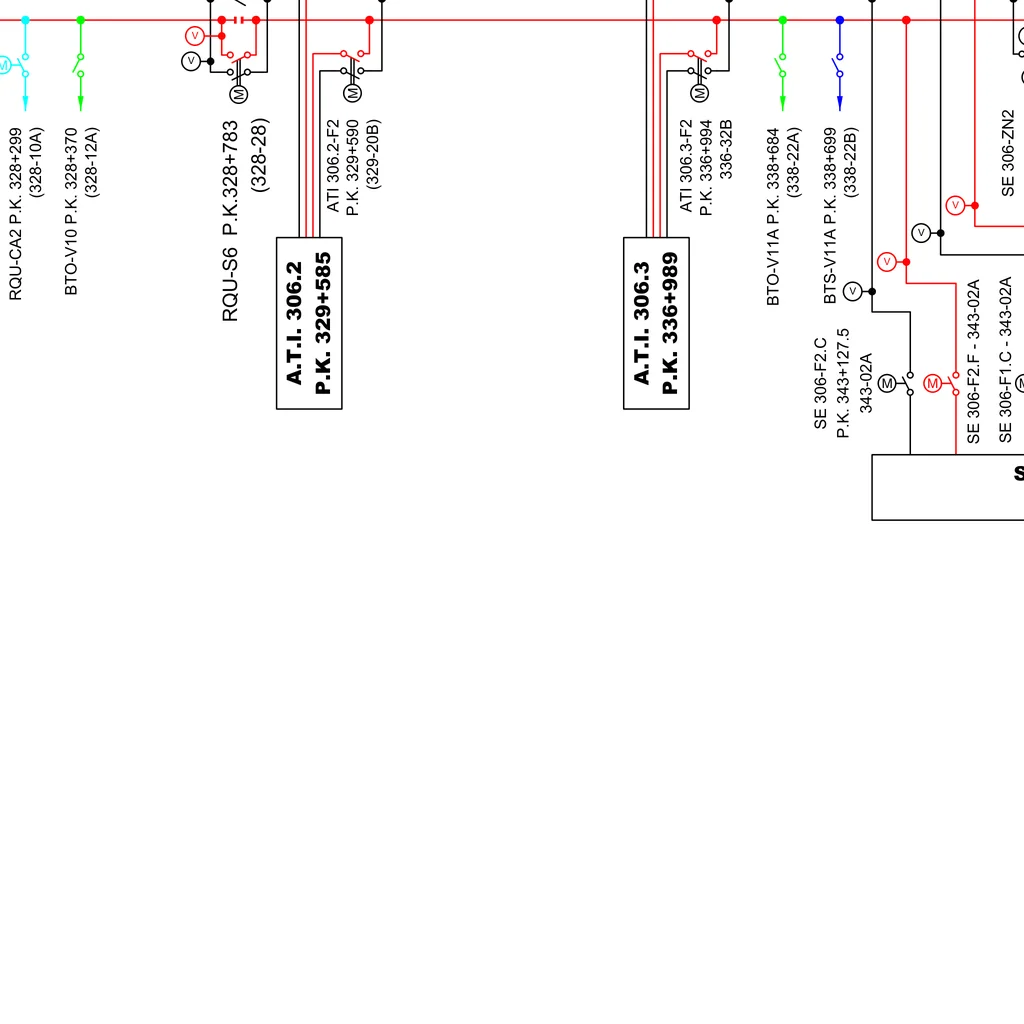 RQU-CA2 P.K. 328+299
(328-10A)
BTO-V10 P.K. 328+370
(328-12A)
M
V
V
M
RQU-S6 P.K.328+783
(328-28)
M
ATI 306.2-F2
P.K. 329+590
(329-20B)
A.T.I. 306.2
P.K. 329+585
M
ATI 306.3-F2
P.K. 336+994
336-32B
A.T.I. 306.3
P.K. 336+989
BTO-V11A P.K. 338+684
(338-22A)
BTS-V11A P.K. 338+699
(338-22B)
V
V
V
V
SE 306-ZN2
SE 306-F2.C
P.K. 343+127.5
343-02A
M
M
SE 306-F2.F - 343-02A
SE 306-F1.C - 343-02A
M
S